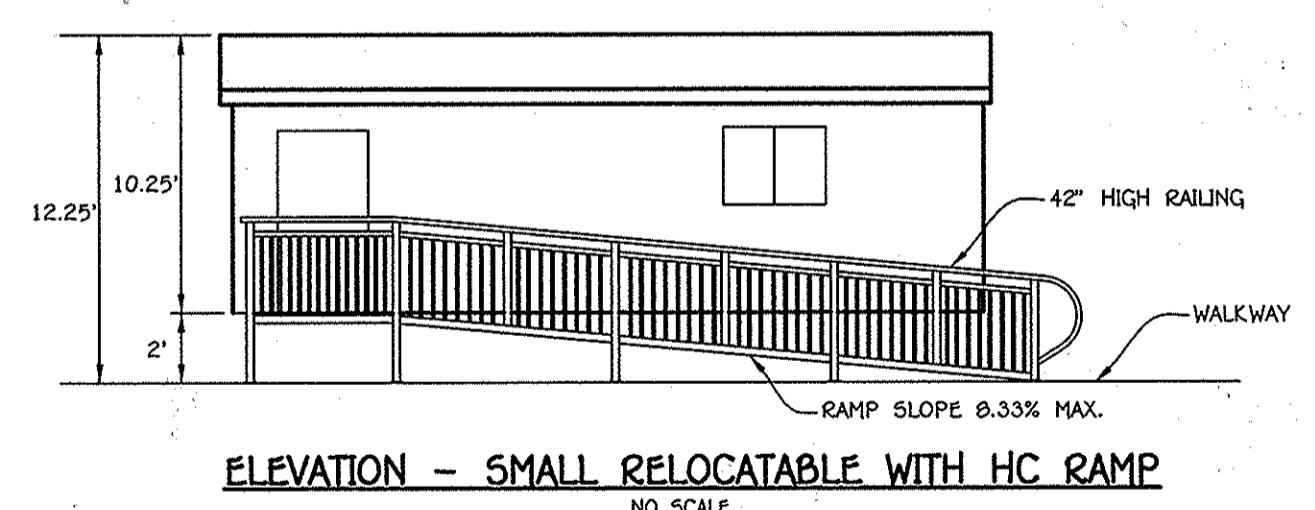 10.25'
12.25'
42" HIGH RAILING
2'
WALKWAY
RAMP SLOPE 8.33% MAX.
ELEVATION – SMALL RELOCATABLE WITH HC RAMP
NO SCALE